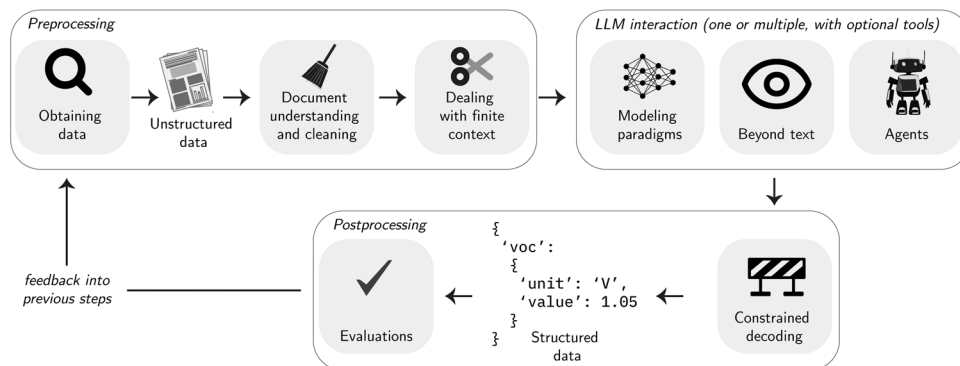 Preprocessing
Obtaining
data
Unstructured
data
Document
understanding
and cleaning
Dealing
with finite
context
LLM interaction (one or multiple, with optional tools)
Modeling
paradigms
Beyond text
Agents
Postprocessing
Constrained
decoding
{
‘voc’:
{
‘unit’: ‘V’,
‘value’: 1.05
}
}
Structured
data
Evaluations
feedback into
previous steps